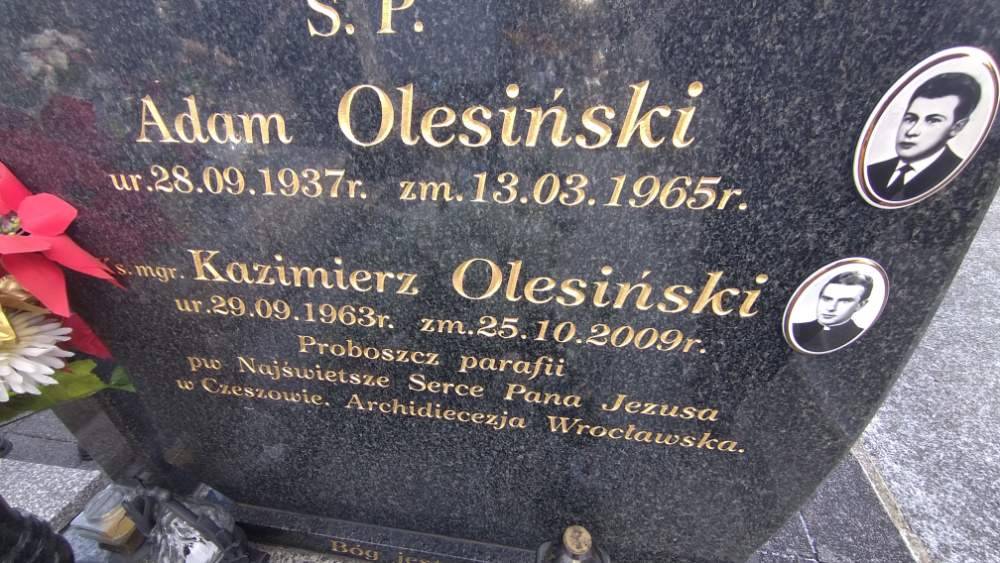 Ś. P.
Adam Olesiński
ur.28.09.1937r. zm.13.03.1965r.
Ks. mgr. Kazimierz Olesiński
ur.29.09.1963r. zm.25.10.2009r.
Proboszcz parafii
pw Najświętsze Serce Pana Jezusa
w Czeszowie. Archidiecezja Wrocławska.
Bóg jest